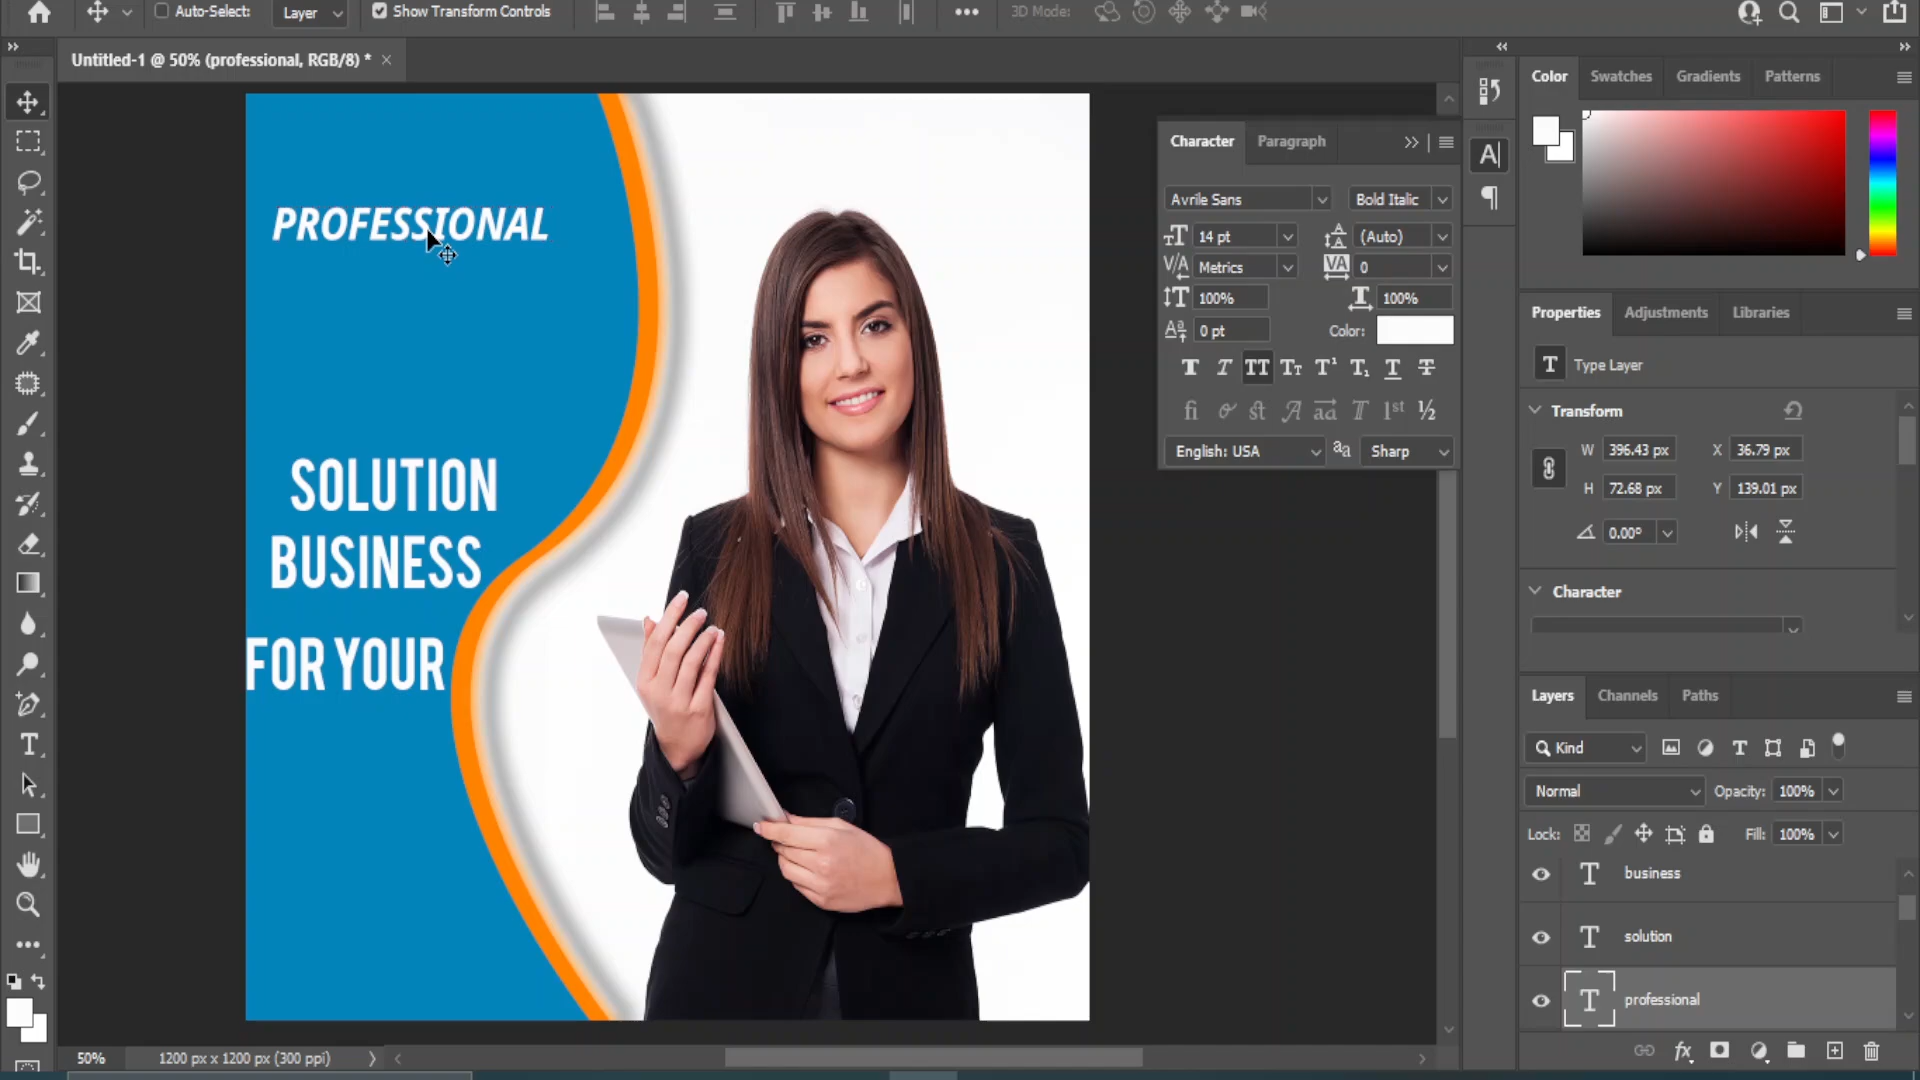 Auto-Select:
Layer
Show Transform Controls
3D Mode:
Untitled-1 @ 50% (professional, RGB/8) *
PROFESSIONAL
SOLUTION
BUSINESS
FOR YOUR
Character
Paragraph
Avrile Sans
Bold Italic
14 pt
(Auto)
Metrics
0
100%
100%
0 pt
Color:
English: USA
Sharp
Color
Swatches
Gradients
Patterns
Properties
Adjustments
Libraries
Type Layer
Transform
W 396.43 px
X 36.79 px
H 72.68 px
Y 139.01 px
0.00°
Character
Layers
Channels
Paths
Kind
Normal
Opacity: 100%
Lock:
Fill: 100%
business
solution
professional
50%
1200 px x 1200 px (300 ppi)